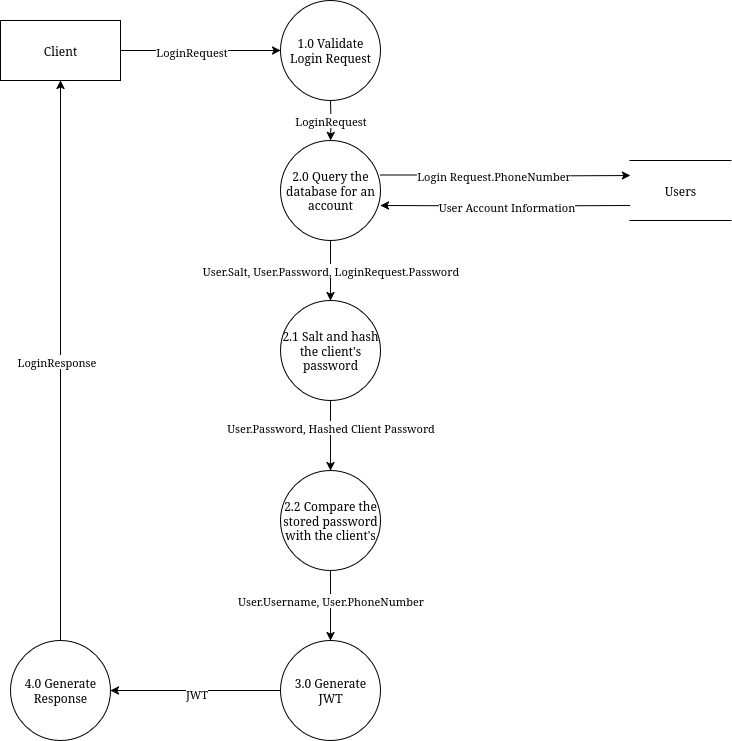 Client
LoginRequest
1.0 Validate
Login Request
LoginRequest
2.0 Query the
database for an
account
Login Request.PhoneNumber
User Account Information
Users
User.Salt, User.Password, LoginRequest.Password
2.1 Salt and hash
the client's
password
LoginResponse
User.Password, Hashed Client Password
2.2 Compare the
stored password
with the client's
User.Username, User.PhoneNumber
3.0 Generate
JWT
JWT
4.0 Generate
Response